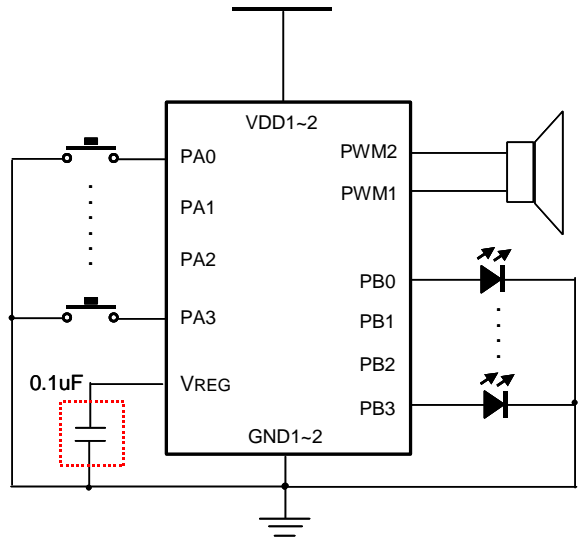 VDD1~2
PA0
PWM2
PWM1
PA1
PA2
PB0
PA3
PB1
PB2
0.1uF
VREG
PB3
GND1~2